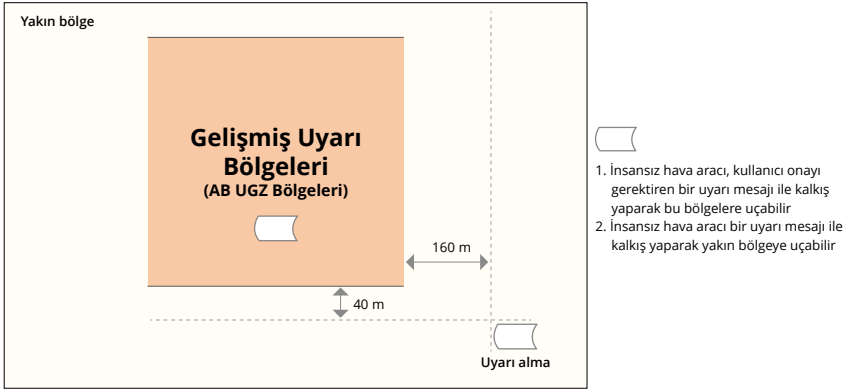 Yakın bölge
Gelişmiş Uyarı
Bölgeleri
(AB UGZ Bölgeleri)
160 m
40 m
Uyarı alma
1. İnsansız hava aracı, kullanıcı onayı
gerektiren bir uyarı mesajı ile kalkış
yaparak bu bölgelere uçabilir
2. İnsansız hava aracı bir uyarı mesajı ile
kalkış yaparak yakın bölgeye uçabilir